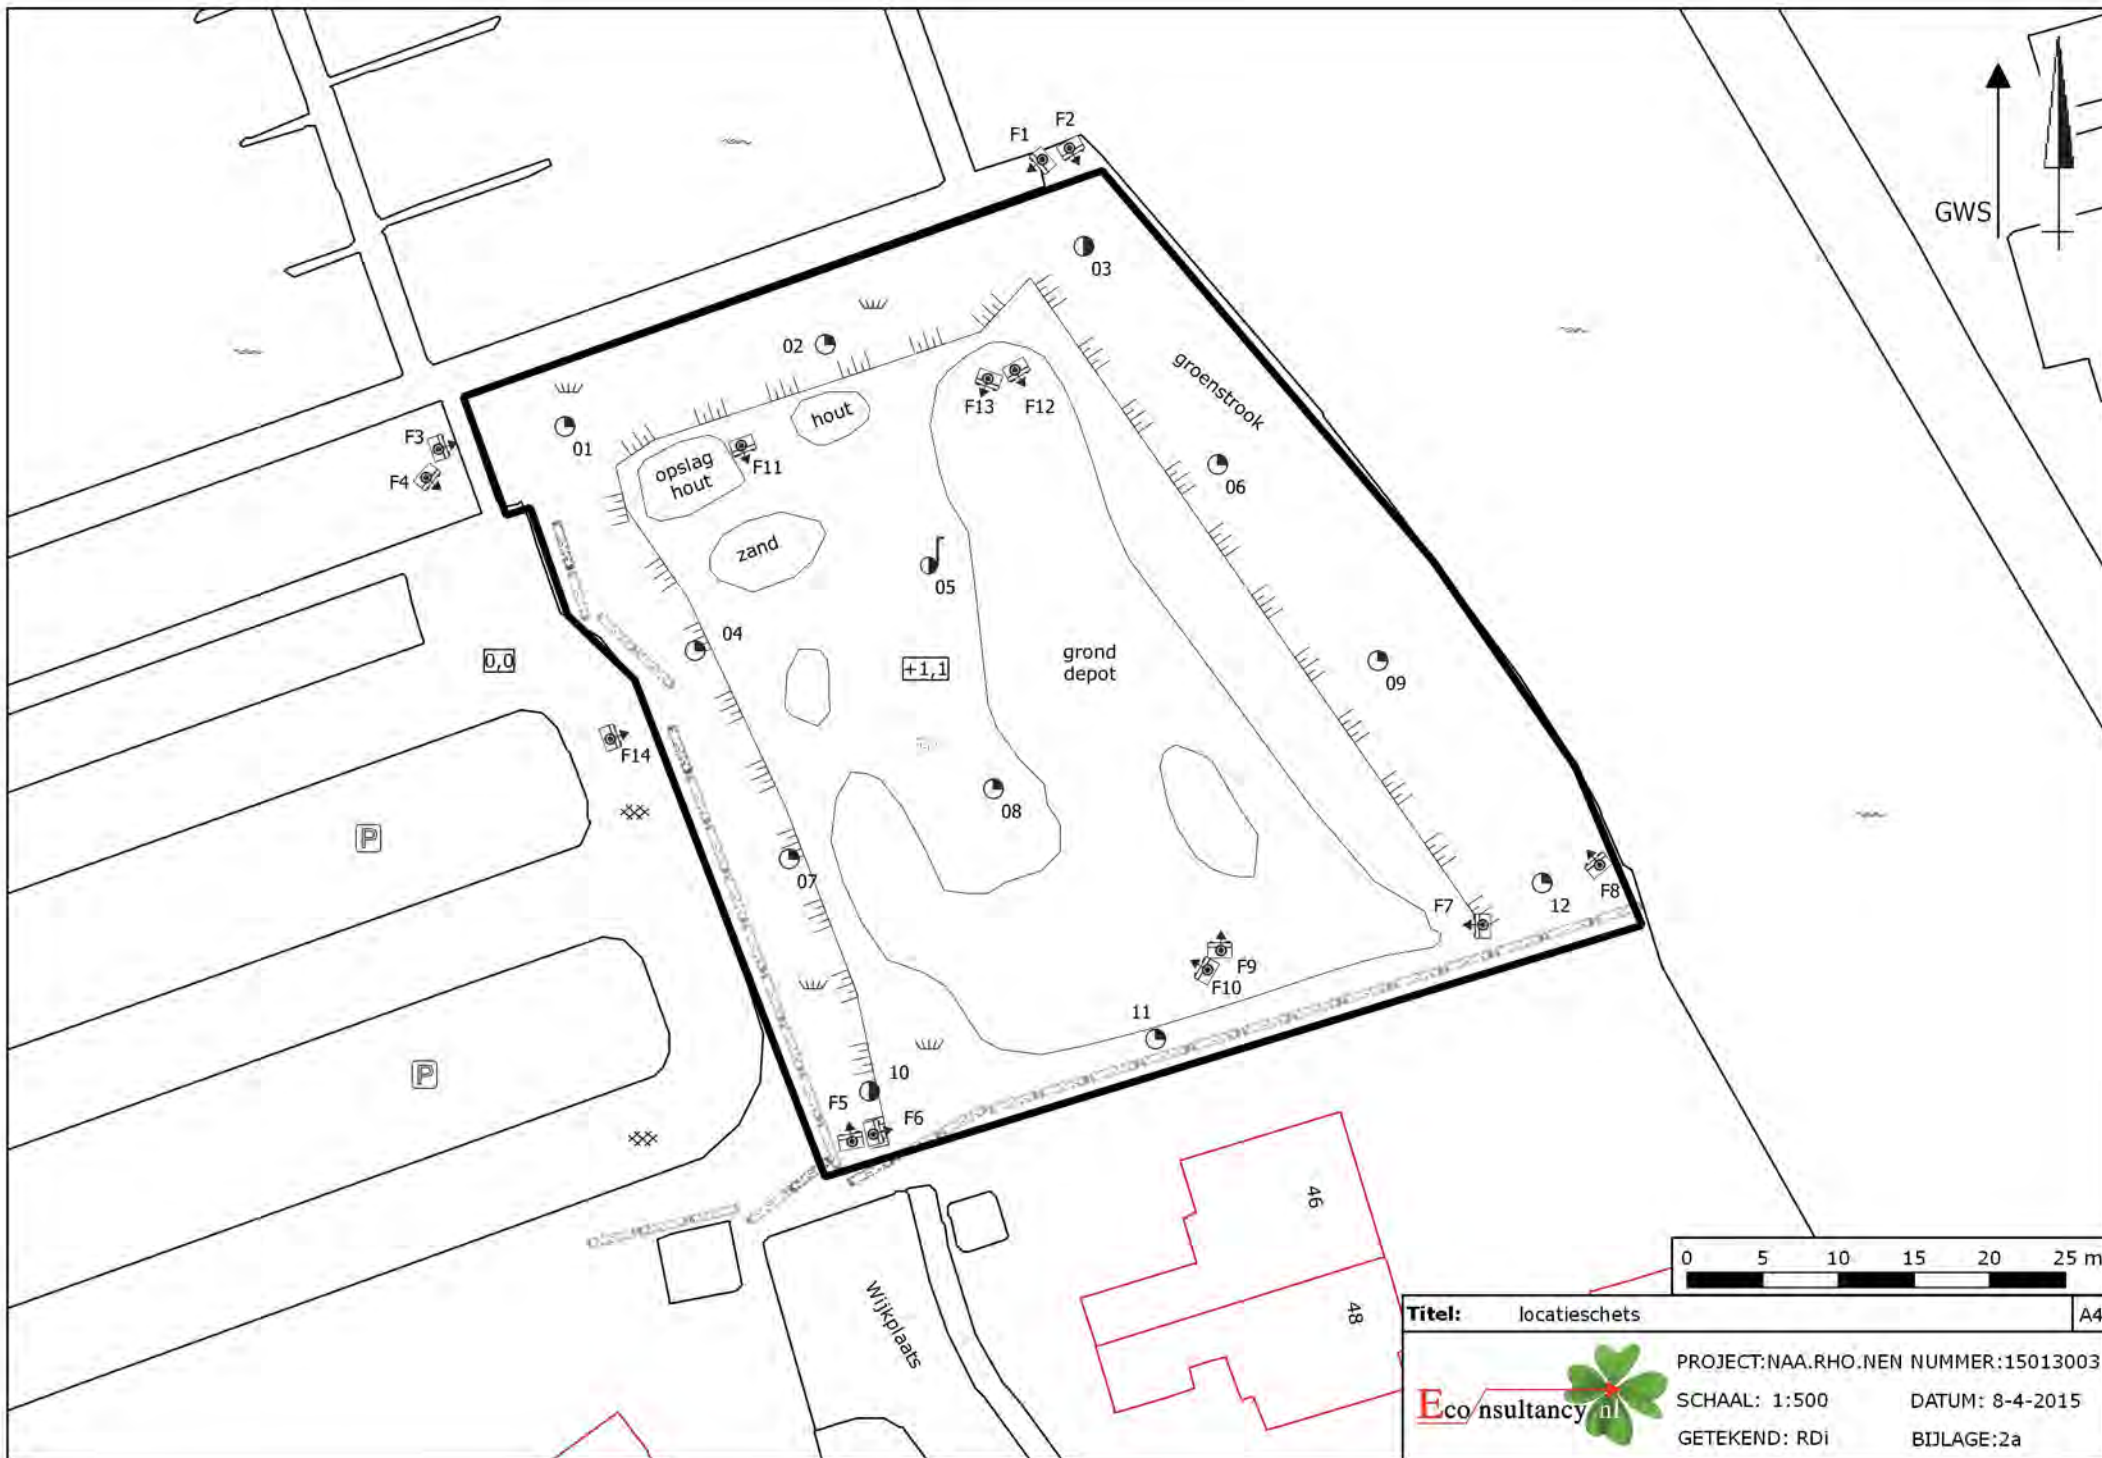 F1
F2
GWS
03
02
groenstrook
F13
F12
hout
F3
01
opslag
hout
F11
F4
06
zand
05
04
0,0
+1,1
grond
depot
09
F14
08
P
07
F8
12
F7
F9
F10
11
P
10
F5
F6
46
48
Wijkplaats
0 5 10 15 20 25 m
Titel: locatieschets A4
PROJECT:NAA.RHO.NEN NUMMER:15013003
Econsultancy.nl
SCHAAL: 1:500 DATUM: 8-4-2015
GETEKEND: RDi BIJLAGE:2a